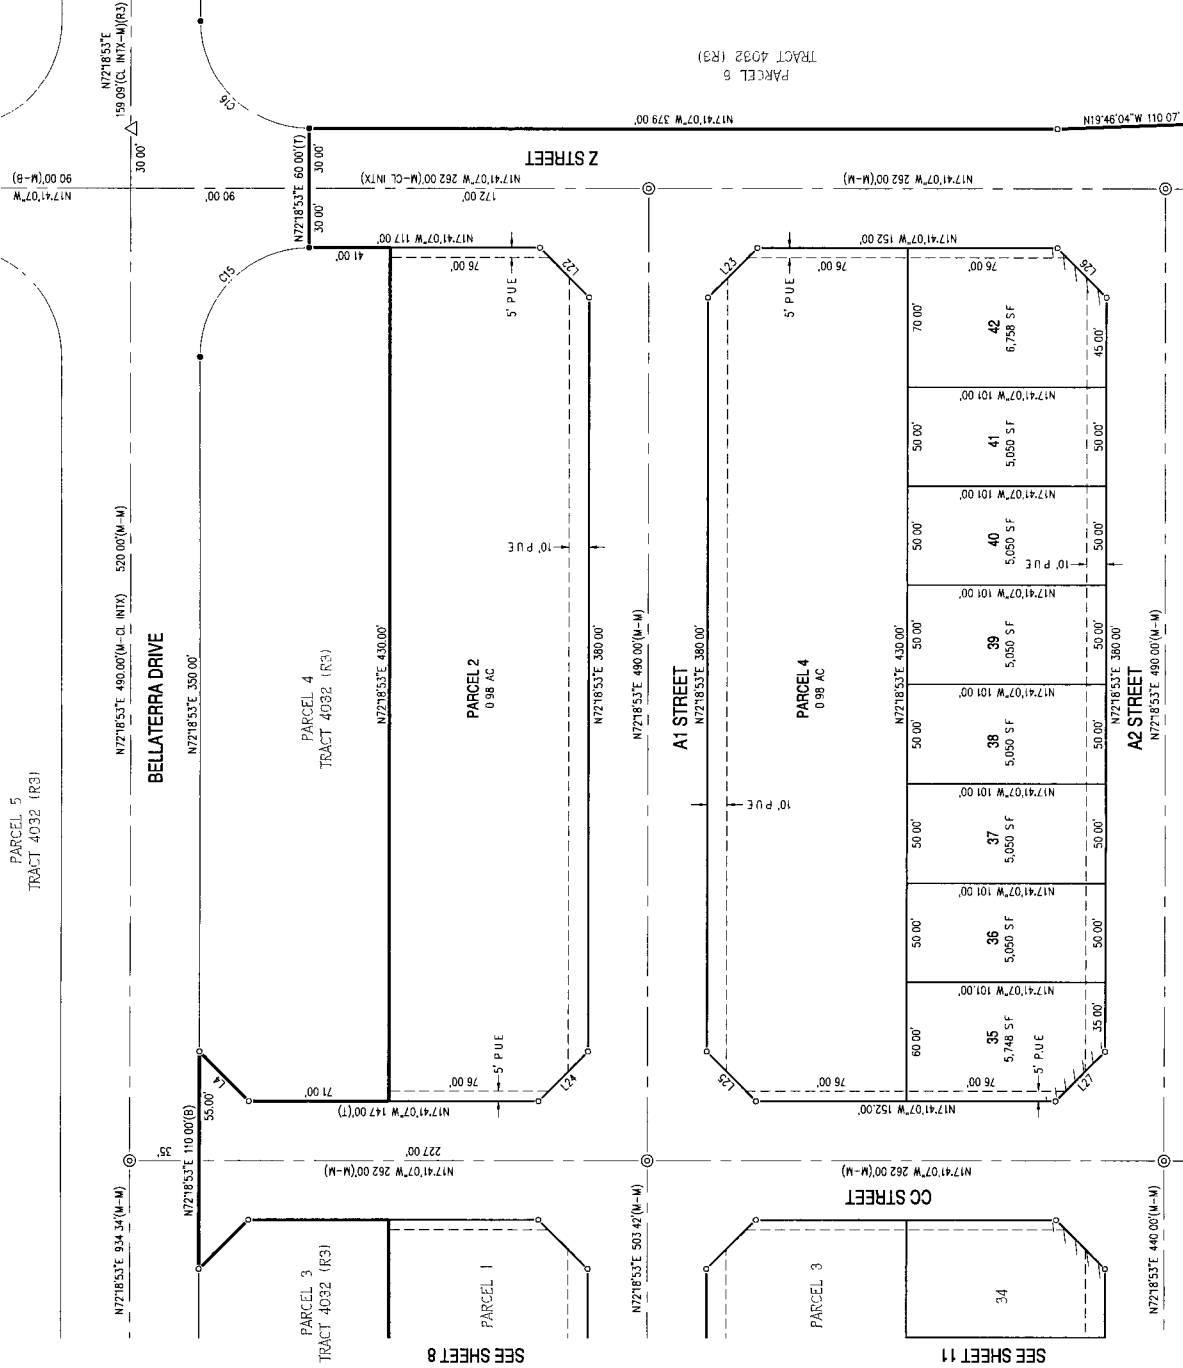 N72°18'53"E
159.09'(CL INTX-M)(R3)
N17°41'07"W
90.00'(M-B)
30.00'
C16
PARCEL 6
TRACT 4032 (R3)
N17°41'07"W 379.00'
N19°46'04"W 110.07'
N72°18'53"E 60.00'(T)
30.00'
30.00'
90.00'
Z STREET
N17°41'07"W 262.00'(M-CL INTX)
172.00'
N17°41'07"W 262.00'(M-M)
C15
41.00'
N17°41'07"W 117.00'
76.00'
5' PUE
L22
L23
5' PUE
76.00'
N17°41'07"W 152.00'
76.00'
L26
70.00'
42
6,758 SF
45.00'
N17°41'07"W 101.00'
50.00'
41
5,050 SF
50.00'
N17°41'07"W 101.00'
50.00'
40
5,050 SF
10' PUE
50.00'
N17°41'07"W 101.00'
50.00'
39
5,050 SF
50.00'
N17°41'07"W 101.00'
50.00'
38
5,050 SF
50.00'
N17°41'07"W 101.00'
50.00'
37
5,050 SF
50.00'
N17°41'07"W 101.00'
50.00'
36
5,050 SF
50.00'
N17°41'07"W 101.00'
60.00'
35
5,748 SF
35.00'
5' PUE
L27
PARCEL 5
TRACT 4032 (R3)
N72°18'53"E 490.00'(M-CL INTX)
520.00'(M-M)
BELLATERRA DRIVE
N72°18'53"E 350.00'
PARCEL 4
TRACT 4032 (R3)
N72°18'53"E 430.00'
PARCEL 2
0.98 AC
10' PUE
N72°18'53"E 380.00'
N72°18'53"E 490.00'(M-M)
A1 STREET
N72°18'53"E 380.00'
10' PUE
PARCEL 4
0.98 AC
N72°18'53"E 430.00'
N72°18'53"E 380.00'
A2 STREET
N72°18'53"E 490.00'(M-M)
L4
55.00'
71.00'
N17°41'07"W 147.00'(T)
76.00'
5' PUE
L24
L25
76.00'
N17°41'07"W 152.00'
76.00'
N72°18'53"E 110.00'(B)
35'
227.00'
N17°41'07"W 262.00'(M-M)
N17°41'07"W 262.00'(M-M)
CC STREET
N72°18'53"E 934.34'(M-M)
PARCEL 3
TRACT 4032 (R3)
PARCEL 1
N72°18'53"E 503.42'(M-M)
PARCEL 3
34
N72°18'53"E 440.00'(M-M)
SEE SHEET 8
SEE SHEET 11